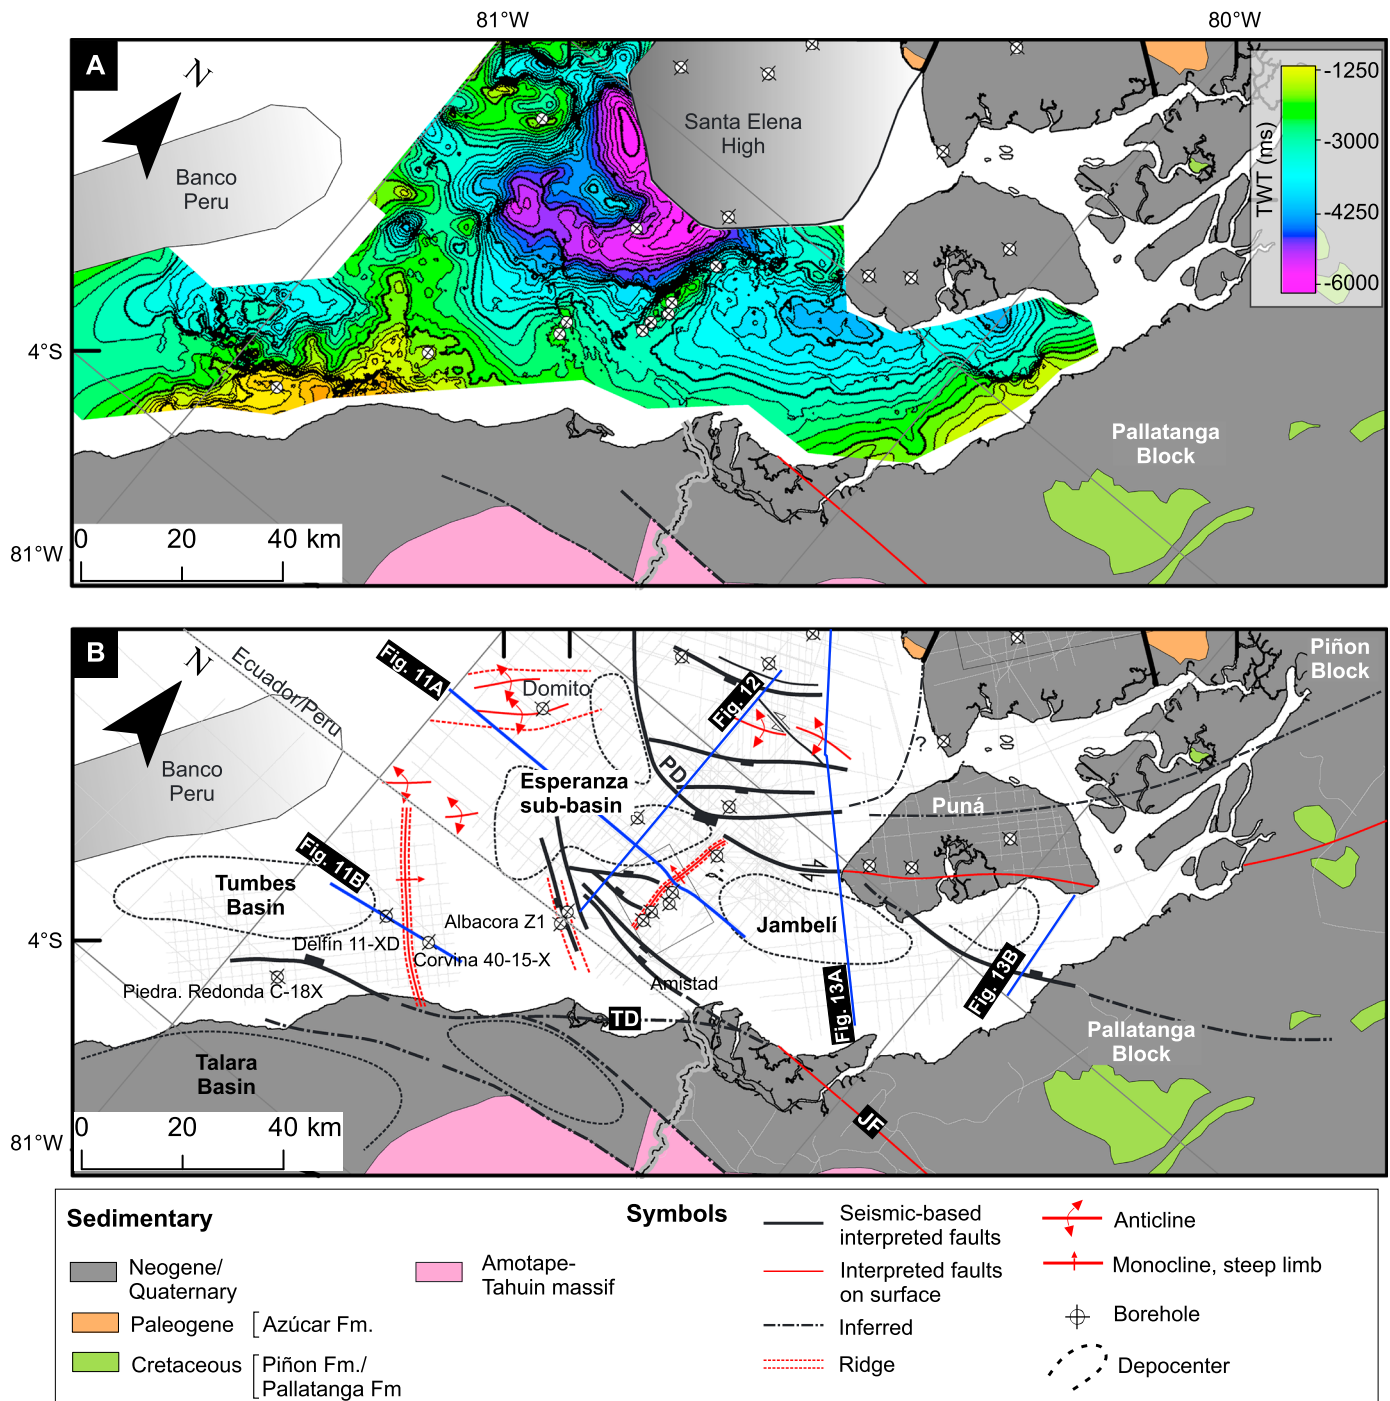 81°W
80°W
A
N
Banco
Peru
Santa Elena
High
TWT (ms)
-1250
-3000
-4250
-6000
4°S
Pallatanga
Block
81°W
0
20
40 km
B
N
Ecuador/Peru
Fig. 11A
Domito
Fig. 12
Piñon
Block
Banco
Peru
PD
?
Esperanza
sub-basin
Puná
Fig. 11B
Tumbes
Basin
Albacora Z1
Jambelí
4°S
Delfin 11-XD
Corvina 40-15-X
Piedra. Redonda C-18X
Amistad
Fig. 13A
Fig. 13B
TD
Pallatanga
Block
Talara
Basin
JF
81°W
0
20
40 km
Sedimentary
Neogene/
Quaternary
Paleogene
Azúcar Fm.
Cretaceous
Piñon Fm./
Pallatanga Fm
Amotape-
Tahuin massif
Symbols
Seismic-based
interpreted faults
Interpreted faults
on surface
Inferred
Ridge
Anticline
Monocline, steep limb
Borehole
Depocenter